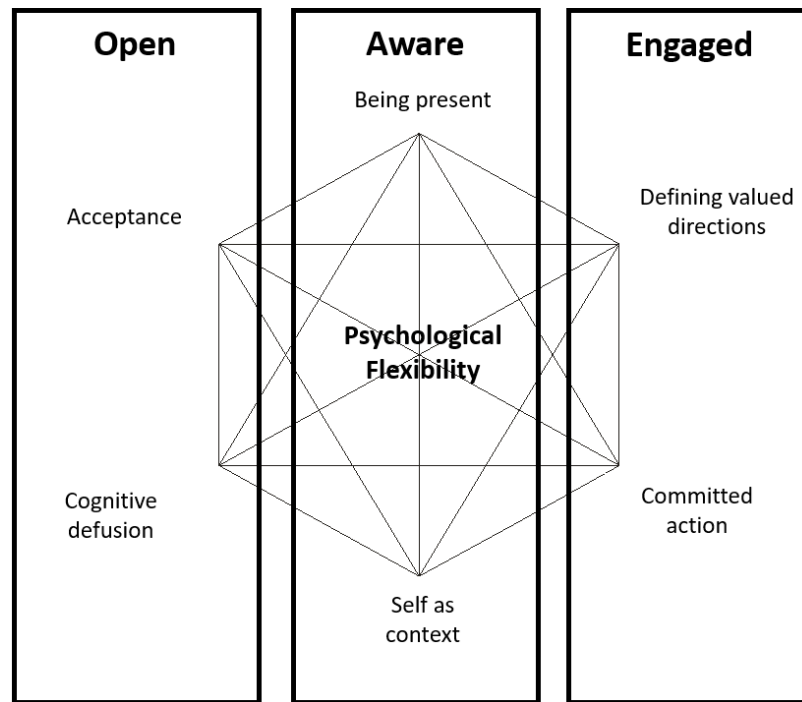 Open
Aware
Engaged
Being present
Acceptance
Defining valued
directions
Psychological
Flexibility
Cognitive
defusion
Committed
action
Self as
context